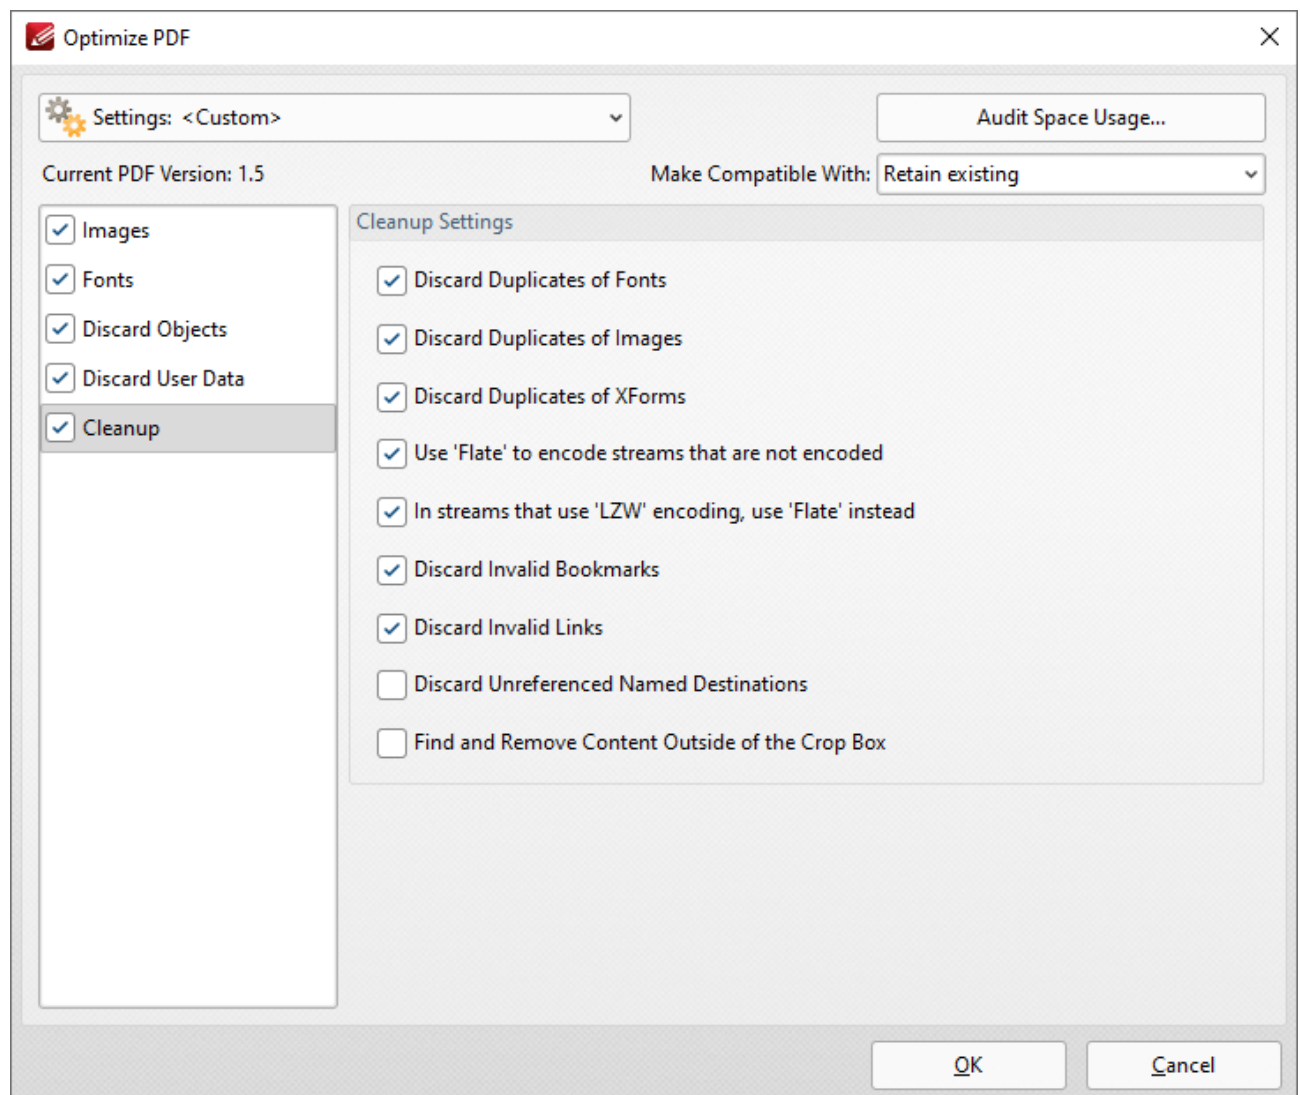 Optimize PDF
Settings: <Custom>
Audit Space Usage...
Current PDF Version: 1.5
Make Compatible With: Retain existing
Images
Fonts
Discard Objects
Discard User Data
Cleanup
Cleanup Settings
Discard Duplicates of Fonts
Discard Duplicates of Images
Discard Duplicates of XForms
Use 'Flate' to encode streams that are not encoded
In streams that use 'LZW' encoding, use 'Flate' instead
Discard Invalid Bookmarks
Discard Invalid Links
Discard Unreferenced Named Destinations
Find and Remove Content Outside of the Crop Box
OK
Cancel